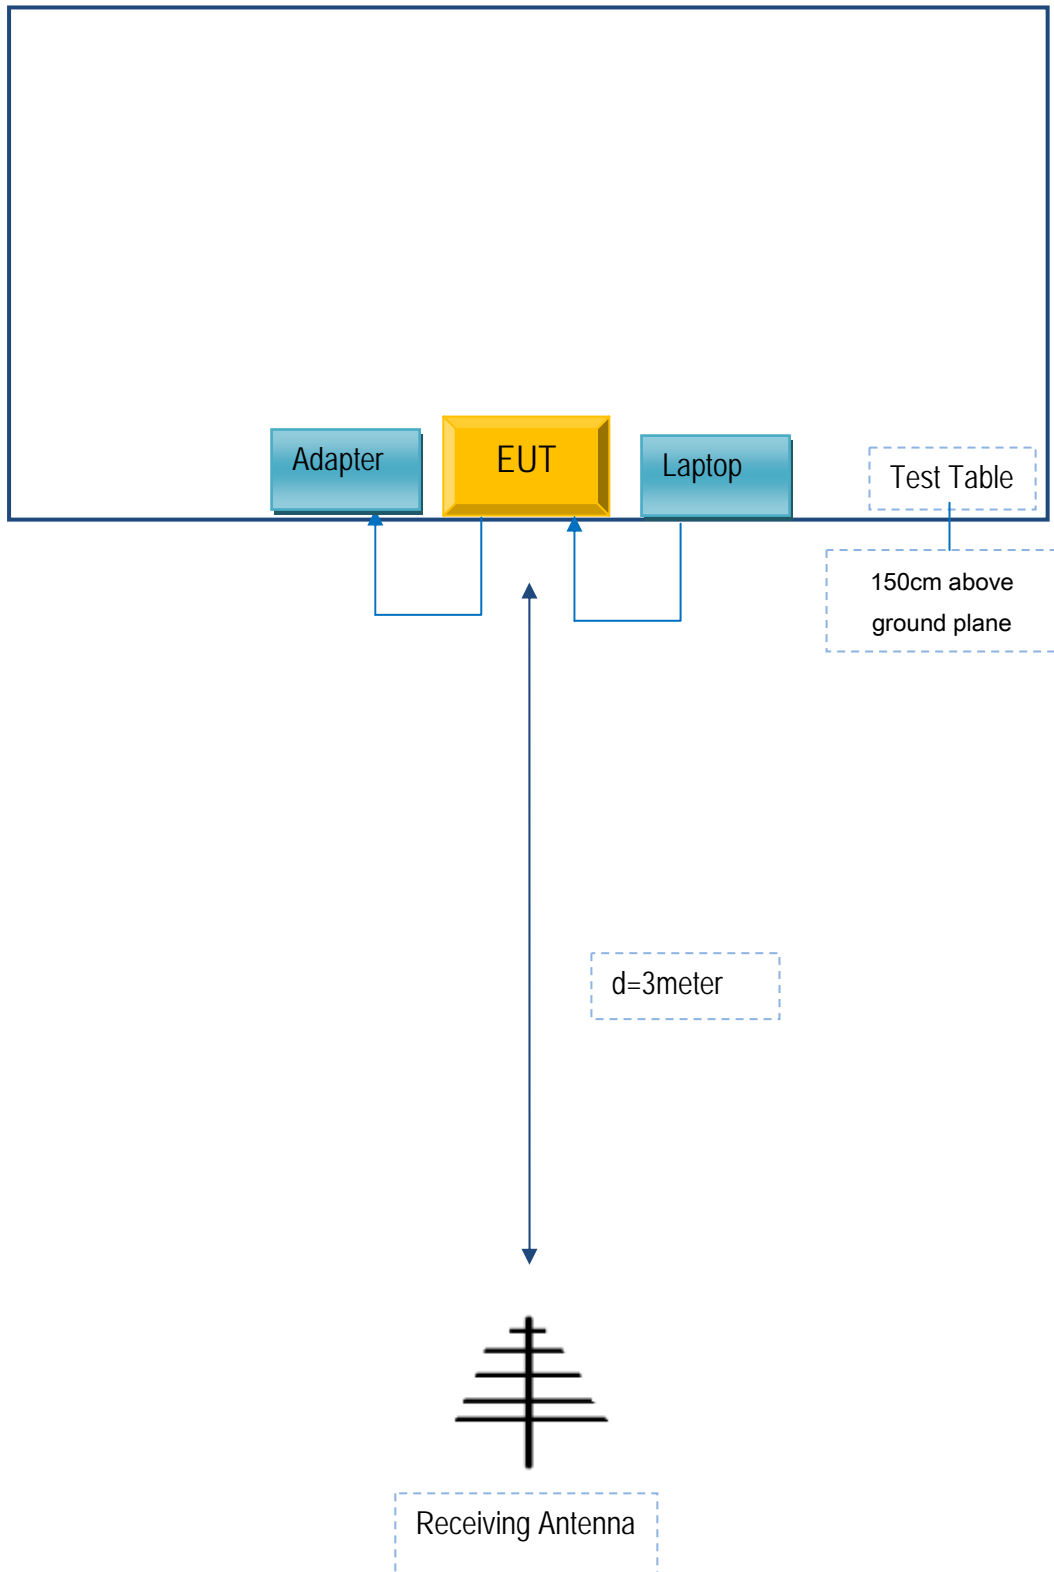 Adapter
EUT
Laptop
Test Table
150cm above
ground plane
d=3meter
Receiving Antenna